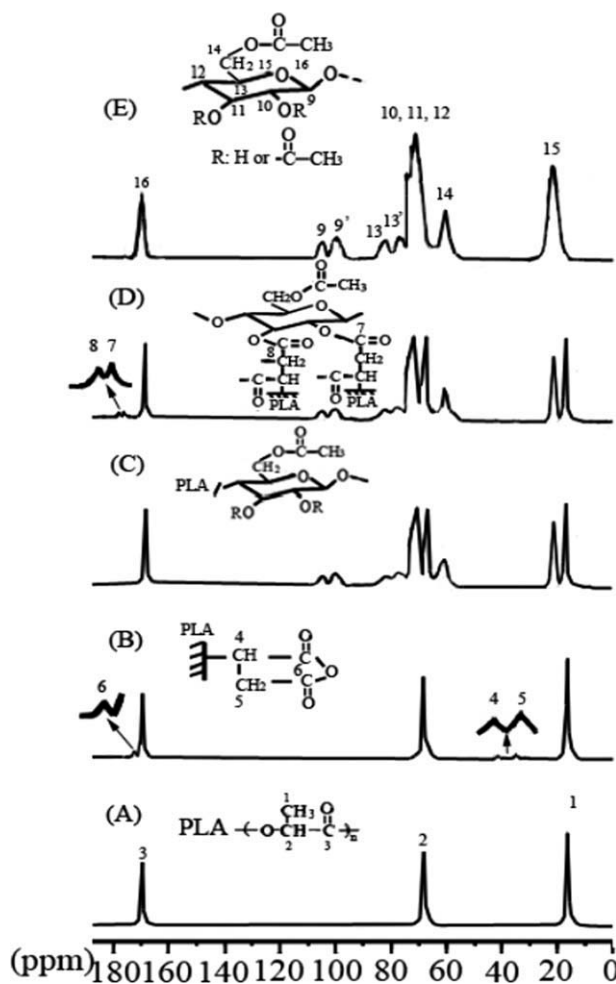 O
14 O-C-CH₃
CH₂
12 15 O 16 O
13 9
RO 11 10 OR
(E)
O
R: H or -C-CH₃
10, 11, 12
16 9 9' 13 13' 14 15
(D)
O
CH₂O-C-CH₃
O O
O O 7
8 C=O C=O
CH₂ CH₂
-C-CH -C-CH
O PLA O PLA
8 7
(C)
O
O-C-CH₃
CH₂
PLA O O
RO OR
(B)
PLA
4 O
CH C
6 O
CH₂ C
5 O
6
4 5
(A)
1
CH₃ O
PLA -(-O-CH-C-)n
2 3
3 2 1
(ppm) 180 160 140 120 100 80 60 40 20 0